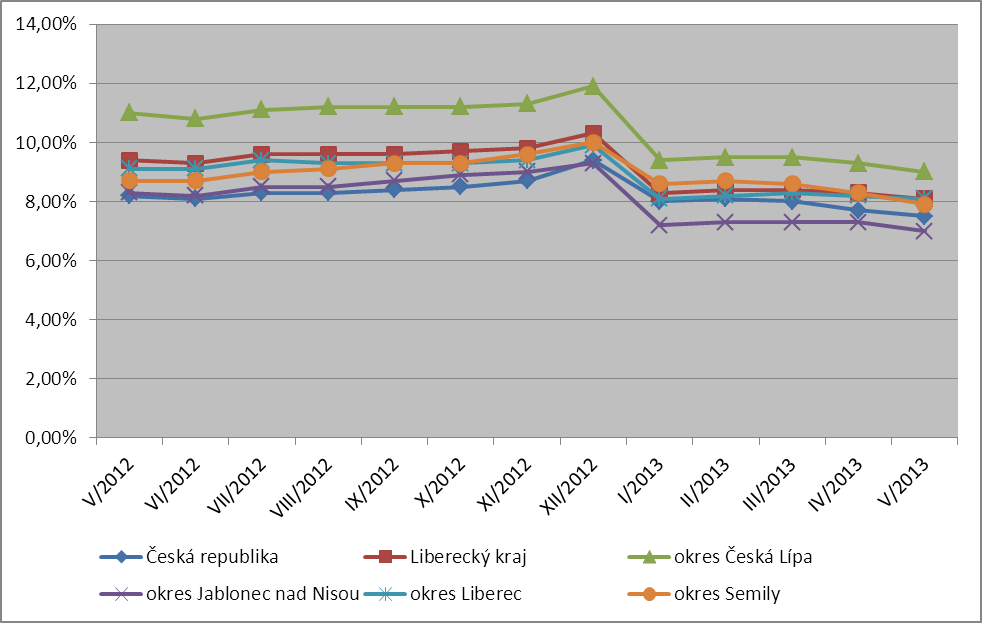 14,00%
12,00%
10,00%
8,00%
6,00%
4,00%
2,00%
0,00%
V/2012 VI/2012 VII/2012 VIII/2012 IX/2012 X/2012 XI/2012 XII/2012 I/2013 II/2013 III/2013 IV/2013 V/2013
Česká republika Liberecký kraj okres Česká Lípa
okres Jablonec nad Nisou okres Liberec okres Semily